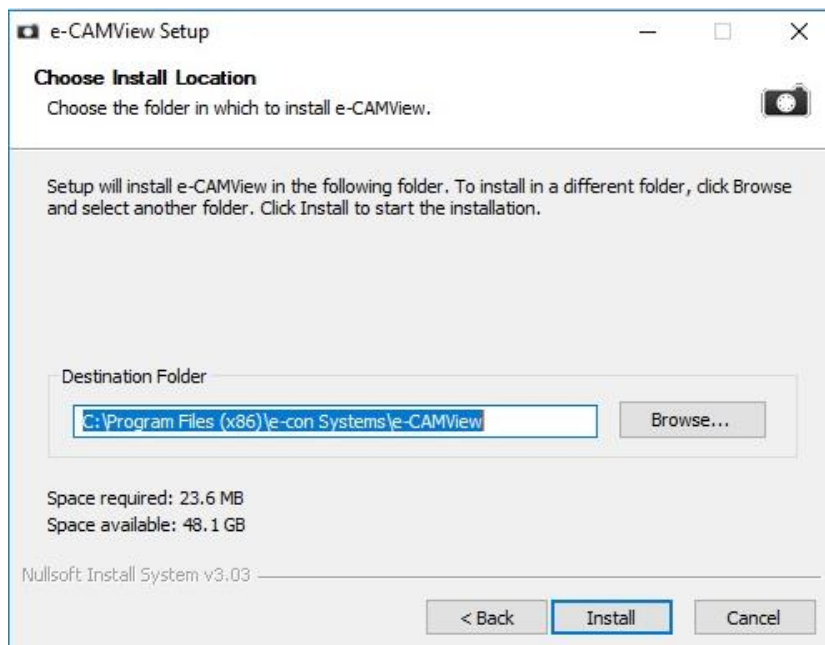 e-CAMView Setup
Choose Install Location
Choose the folder in which to install e-CAMView.
Setup will install e-CAMView in the following folder. To install in a different folder, click Browse
and select another folder. Click Install to start the installation.
Destination Folder
C:\Program Files (x86)\e-con Systems\e-CAMView
Browse...
Space required: 23.6 MB
Space available: 48.1 GB
Nullsoft Install System v3.03
< Back
Install
Cancel